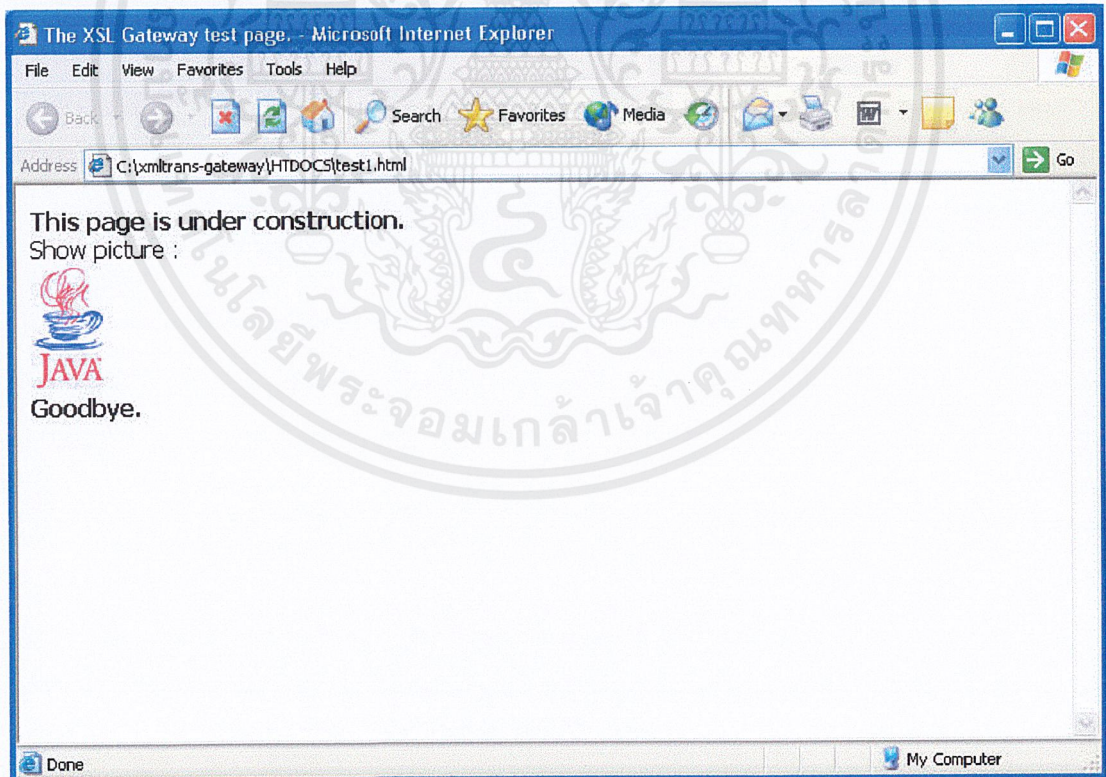 The XSL Gateway test page. - Microsoft Internet Explorer
File Edit View Favorites Tools Help
Back Search Favorites Media
Address C:\xmltrans-gateway\HTDOCS\test1.html Go
This page is under construction.
Show picture :
JAVA
Goodbye.
Done My Computer